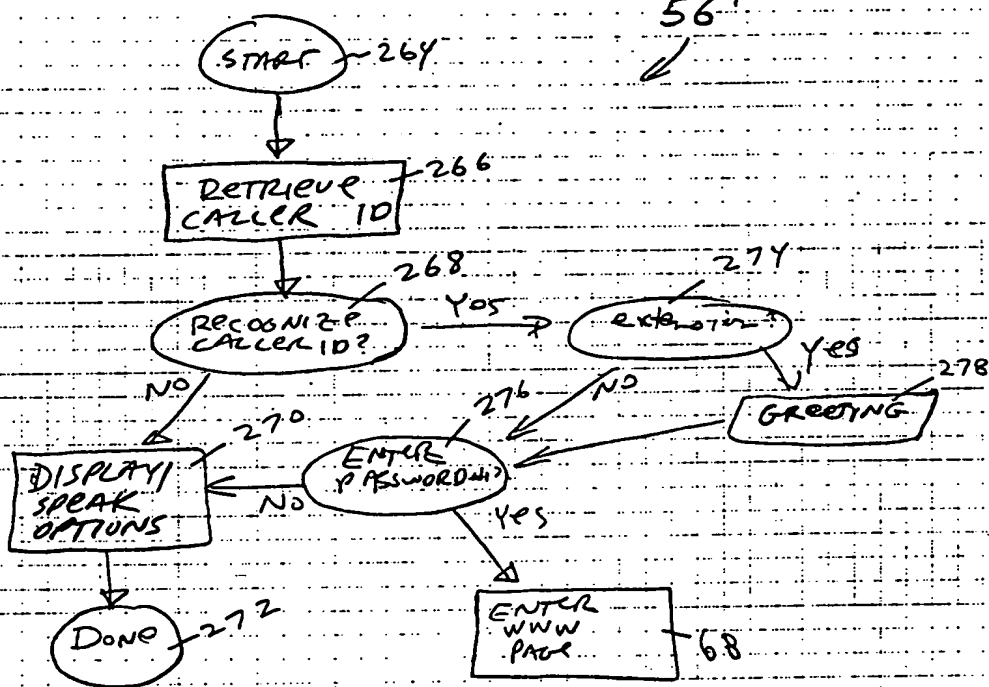 56'
START
264
RETRIEVE
CALLER ID
266
RECOGNIZE
CALLER ID?
268
Yes
274
Yes
NO
NO
GREETING
278
ENTER
276
DISPLAY/
SPEAK
OPTIONS
270
NO
Yes
DONE
272
ENTER
WWW
PAGE
68